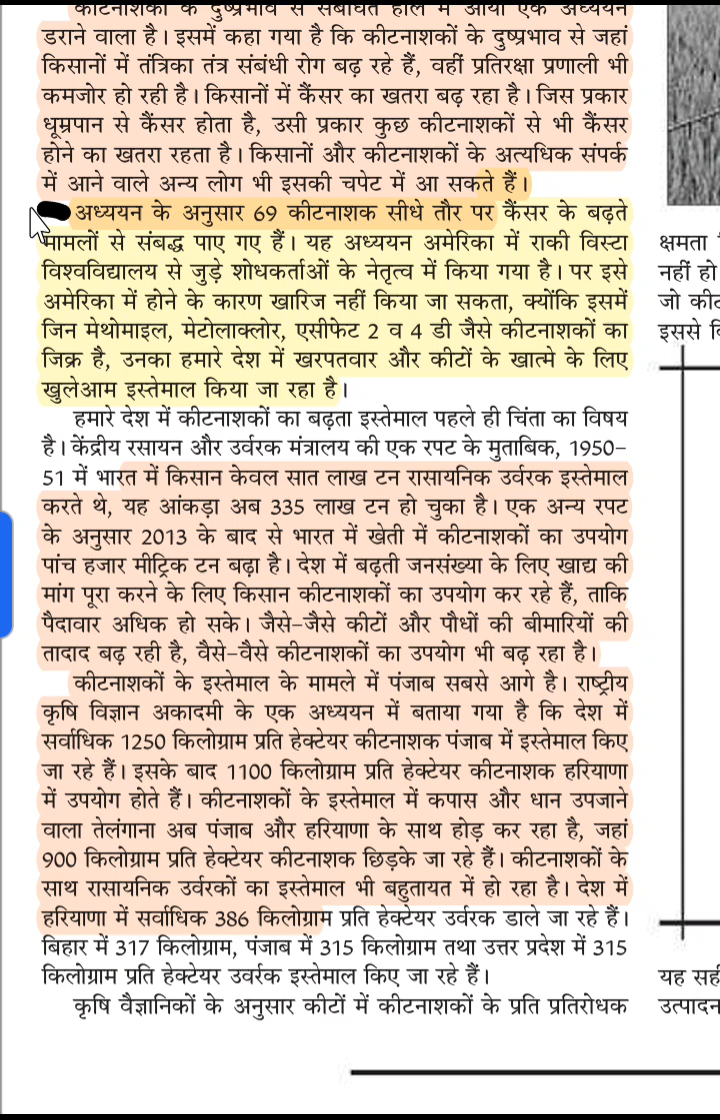 कीटनाशकों के दुष्प्रभाव से संबंधित हाल में आया एक अध्ययन
डराने वाला है। इसमें कहा गया है कि कीटनाशकों के दुष्प्रभाव से जहां
किसानों में तंत्रिका तंत्र संबंधी रोग बढ़ रहे हैं, वहीं प्रतिरक्षा प्रणाली भी
कमजोर हो रही है। किसानों में कैंसर का खतरा बढ़ रहा है। जिस प्रकार
धूम्रपान से कैंसर होता है, उसी प्रकार कुछ कीटनाशकों से भी कैंसर
होने का खतरा रहता है। किसानों और कीटनाशकों के अत्यधिक संपर्क
में आने वाले अन्य लोग भी इसकी चपेट में आ सकते हैं।
अध्ययन के अनुसार 69 कीटनाशक सीधे तौर पर कैंसर के बढ़ते
मामलों से संबद्ध पाए गए हैं। यह अध्ययन अमेरिका में राकी विस्टा
विश्वविद्यालय से जुड़े शोधकर्ताओं के नेतृत्व में किया गया है। पर इसे
अमेरिका में होने के कारण खारिज नहीं किया जा सकता, क्योंकि इसमें
जिन मेथोमाइल, मेटोलाक्लोर, एसीफेट 2 व 4 डी जैसे कीटनाशकों का
जिक्र है, उनका हमारे देश में खरपतवार और कीटों के खात्मे के लिए
खुलेआम इस्तेमाल किया जा रहा है।
हमारे देश में कीटनाशकों का बढ़ता इस्तेमाल पहले ही चिंता का विषय
है। केंद्रीय रसायन और उर्वरक मंत्रालय की एक रपट के मुताबिक, 1950-
51 में भारत में किसान केवल सात लाख टन रासायनिक उर्वरक इस्तेमाल
करते थे, यह आंकड़ा अब 335 लाख टन हो चुका है। एक अन्य रपट
के अनुसार 2013 के बाद से भारत में खेती में कीटनाशकों का उपयोग
पांच हजार मीट्रिक टन बढ़ा है। देश में बढ़ती जनसंख्या के लिए खाद्य की
मांग पूरा करने के लिए किसान कीटनाशकों का उपयोग कर रहे हैं, ताकि
पैदावार अधिक हो सके। जैसे-जैसे कीटों और पौधों की बीमारियों की
तादाद बढ़ रही है, वैसे-वैसे कीटनाशकों का उपयोग भी बढ़ रहा है।
कीटनाशकों के इस्तेमाल के मामले में पंजाब सबसे आगे है। राष्ट्रीय
कृषि विज्ञान अकादमी के एक अध्ययन में बताया गया है कि देश में
सर्वाधिक 1250 किलोग्राम प्रति हेक्टेयर कीटनाशक पंजाब में इस्तेमाल किए
जा रहे हैं। इसके बाद 1100 किलोग्राम प्रति हेक्टेयर कीटनाशक हरियाणा
में उपयोग होते हैं। कीटनाशकों के इस्तेमाल में कपास और धान उपजाने
वाला तेलंगाना अब पंजाब और हरियाणा के साथ होड़ कर रहा है, जहां
900 किलोग्राम प्रति हेक्टेयर कीटनाशक छिड़के जा रहे हैं। कीटनाशकों के
साथ रासायनिक उर्वरकों का इस्तेमाल भी बहुतायत में हो रहा है। देश में
हरियाणा में सर्वाधिक 386 किलोग्राम प्रति हेक्टेयर उर्वरक डाले जा रहे हैं।
बिहार में 317 किलोग्राम, पंजाब में 315 किलोग्राम तथा उत्तर प्रदेश में 315
किलोग्राम प्रति हेक्टेयर उवर्रक इस्तेमाल किए जा रहे हैं।
कृषि वैज्ञानिकों के अनुसार कीटों में कीटनाशकों के प्रति प्रतिरोधक
क्षमता
नहीं हो
जो
इससे
यह